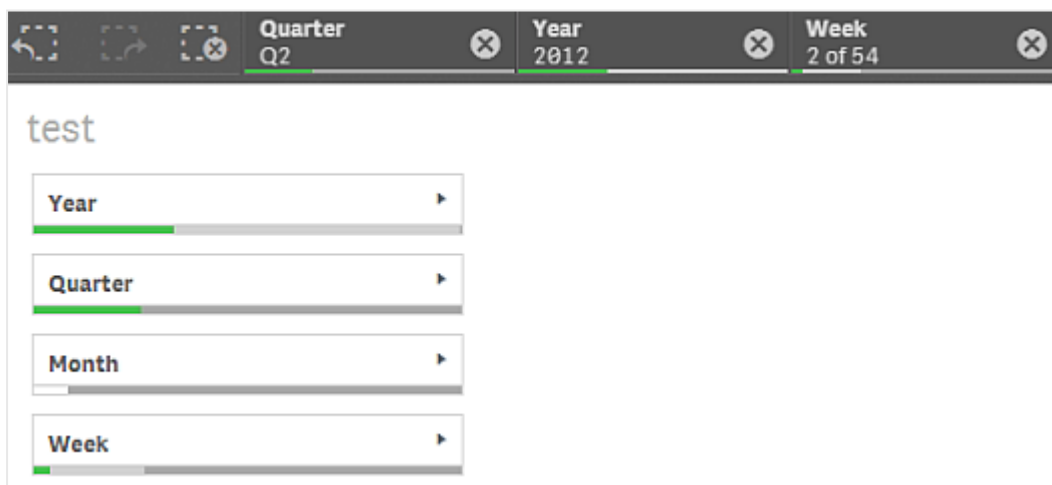 Quarter
Q2
Year
2012
Week
2 of 54
test
Year
Quarter
Month
Week